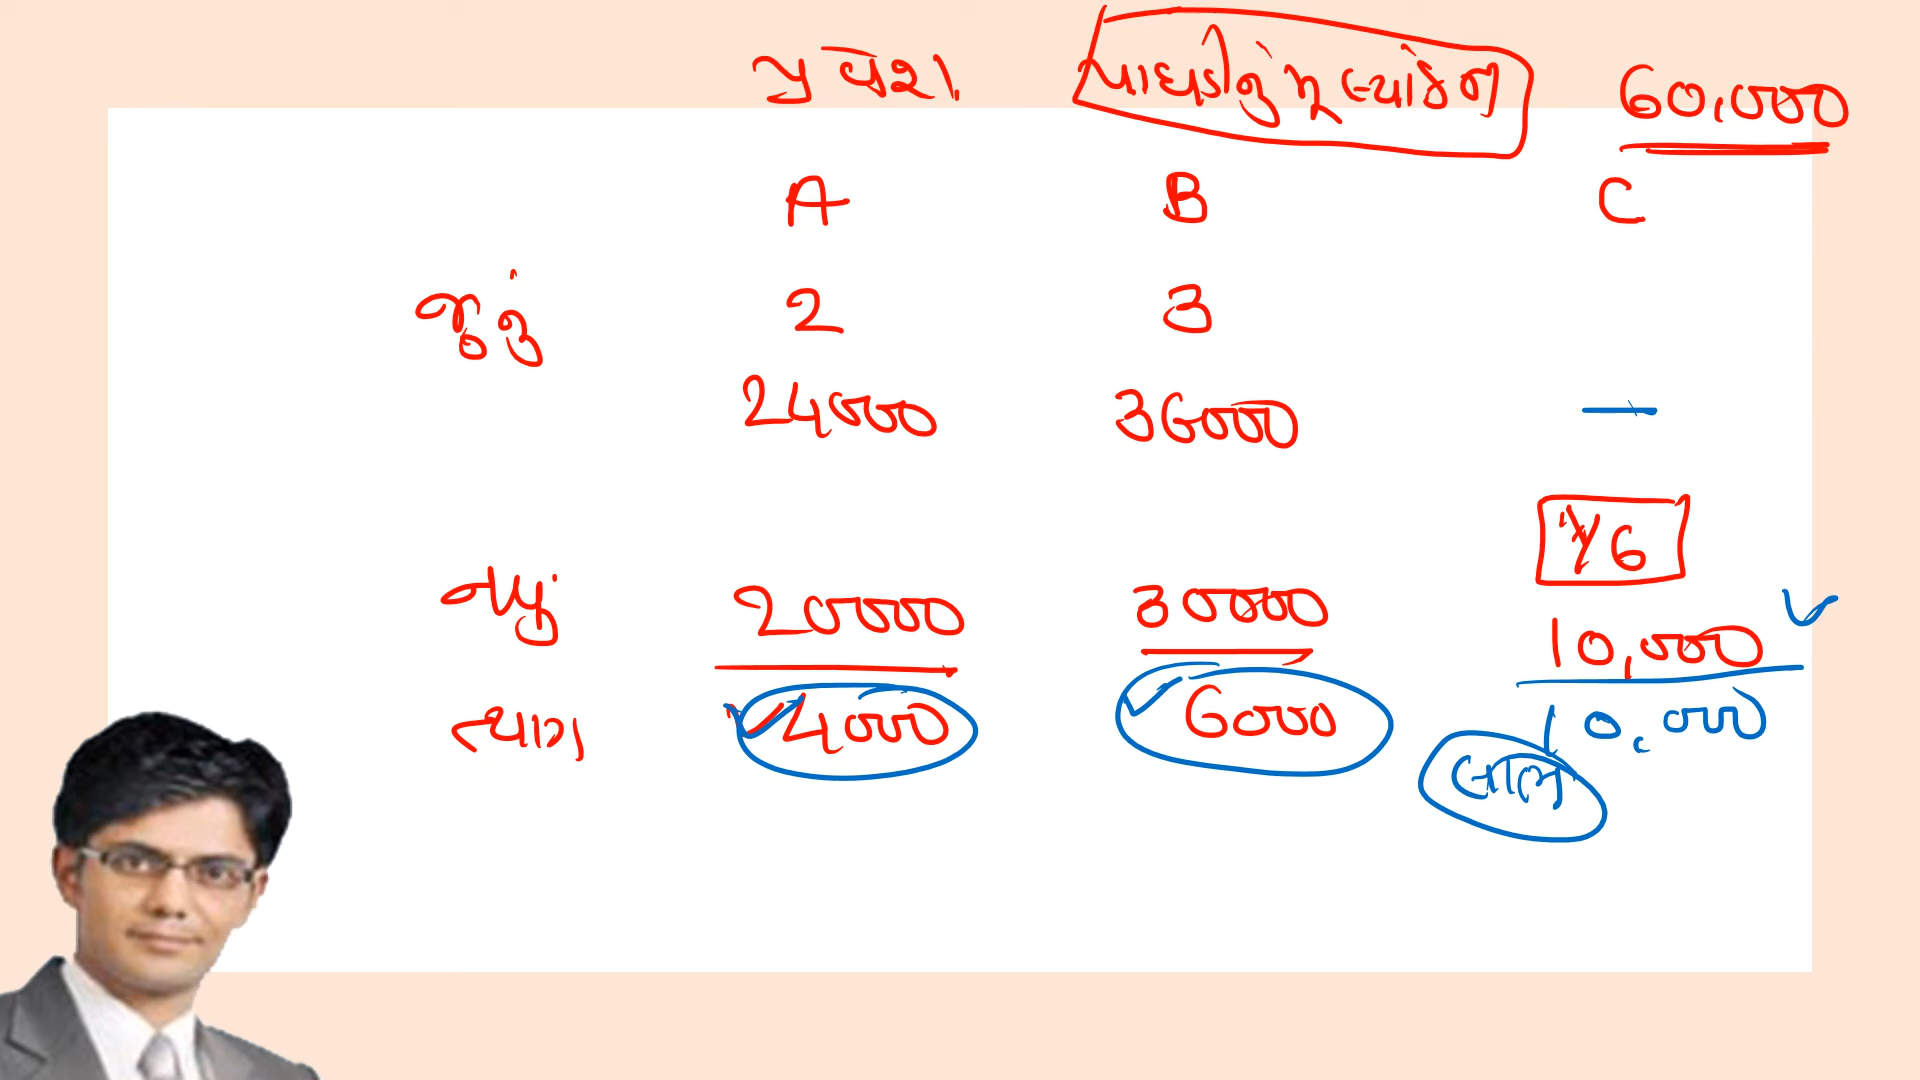 પ્રવેશ પાઘડીનું મૂલ્યાંકન 60,000
A B C
જૂનું 2 3
24000 36000 —
1/6
નવું 20000 30000 10,000
ત્યાગ 4000 6000 10,000
લાભ